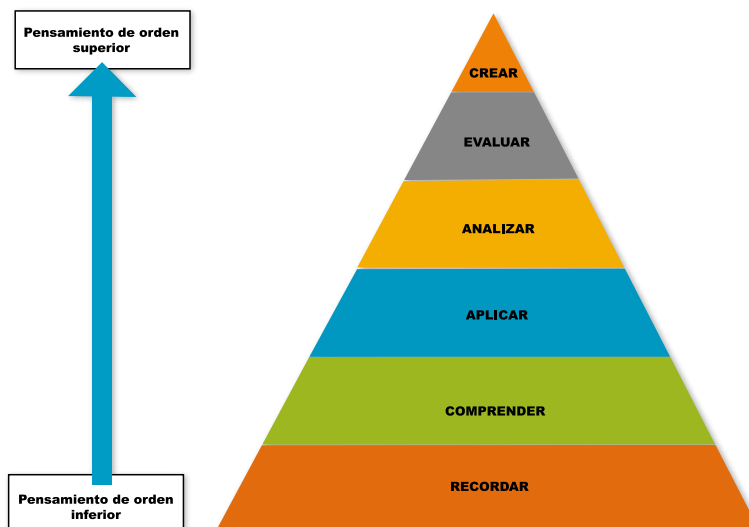 Pensamiento de orden
superior
CREAR
EVALUAR
ANALIZAR
APLICAR
COMPRENDER
RECORDAR
Pensamiento de orden
inferior